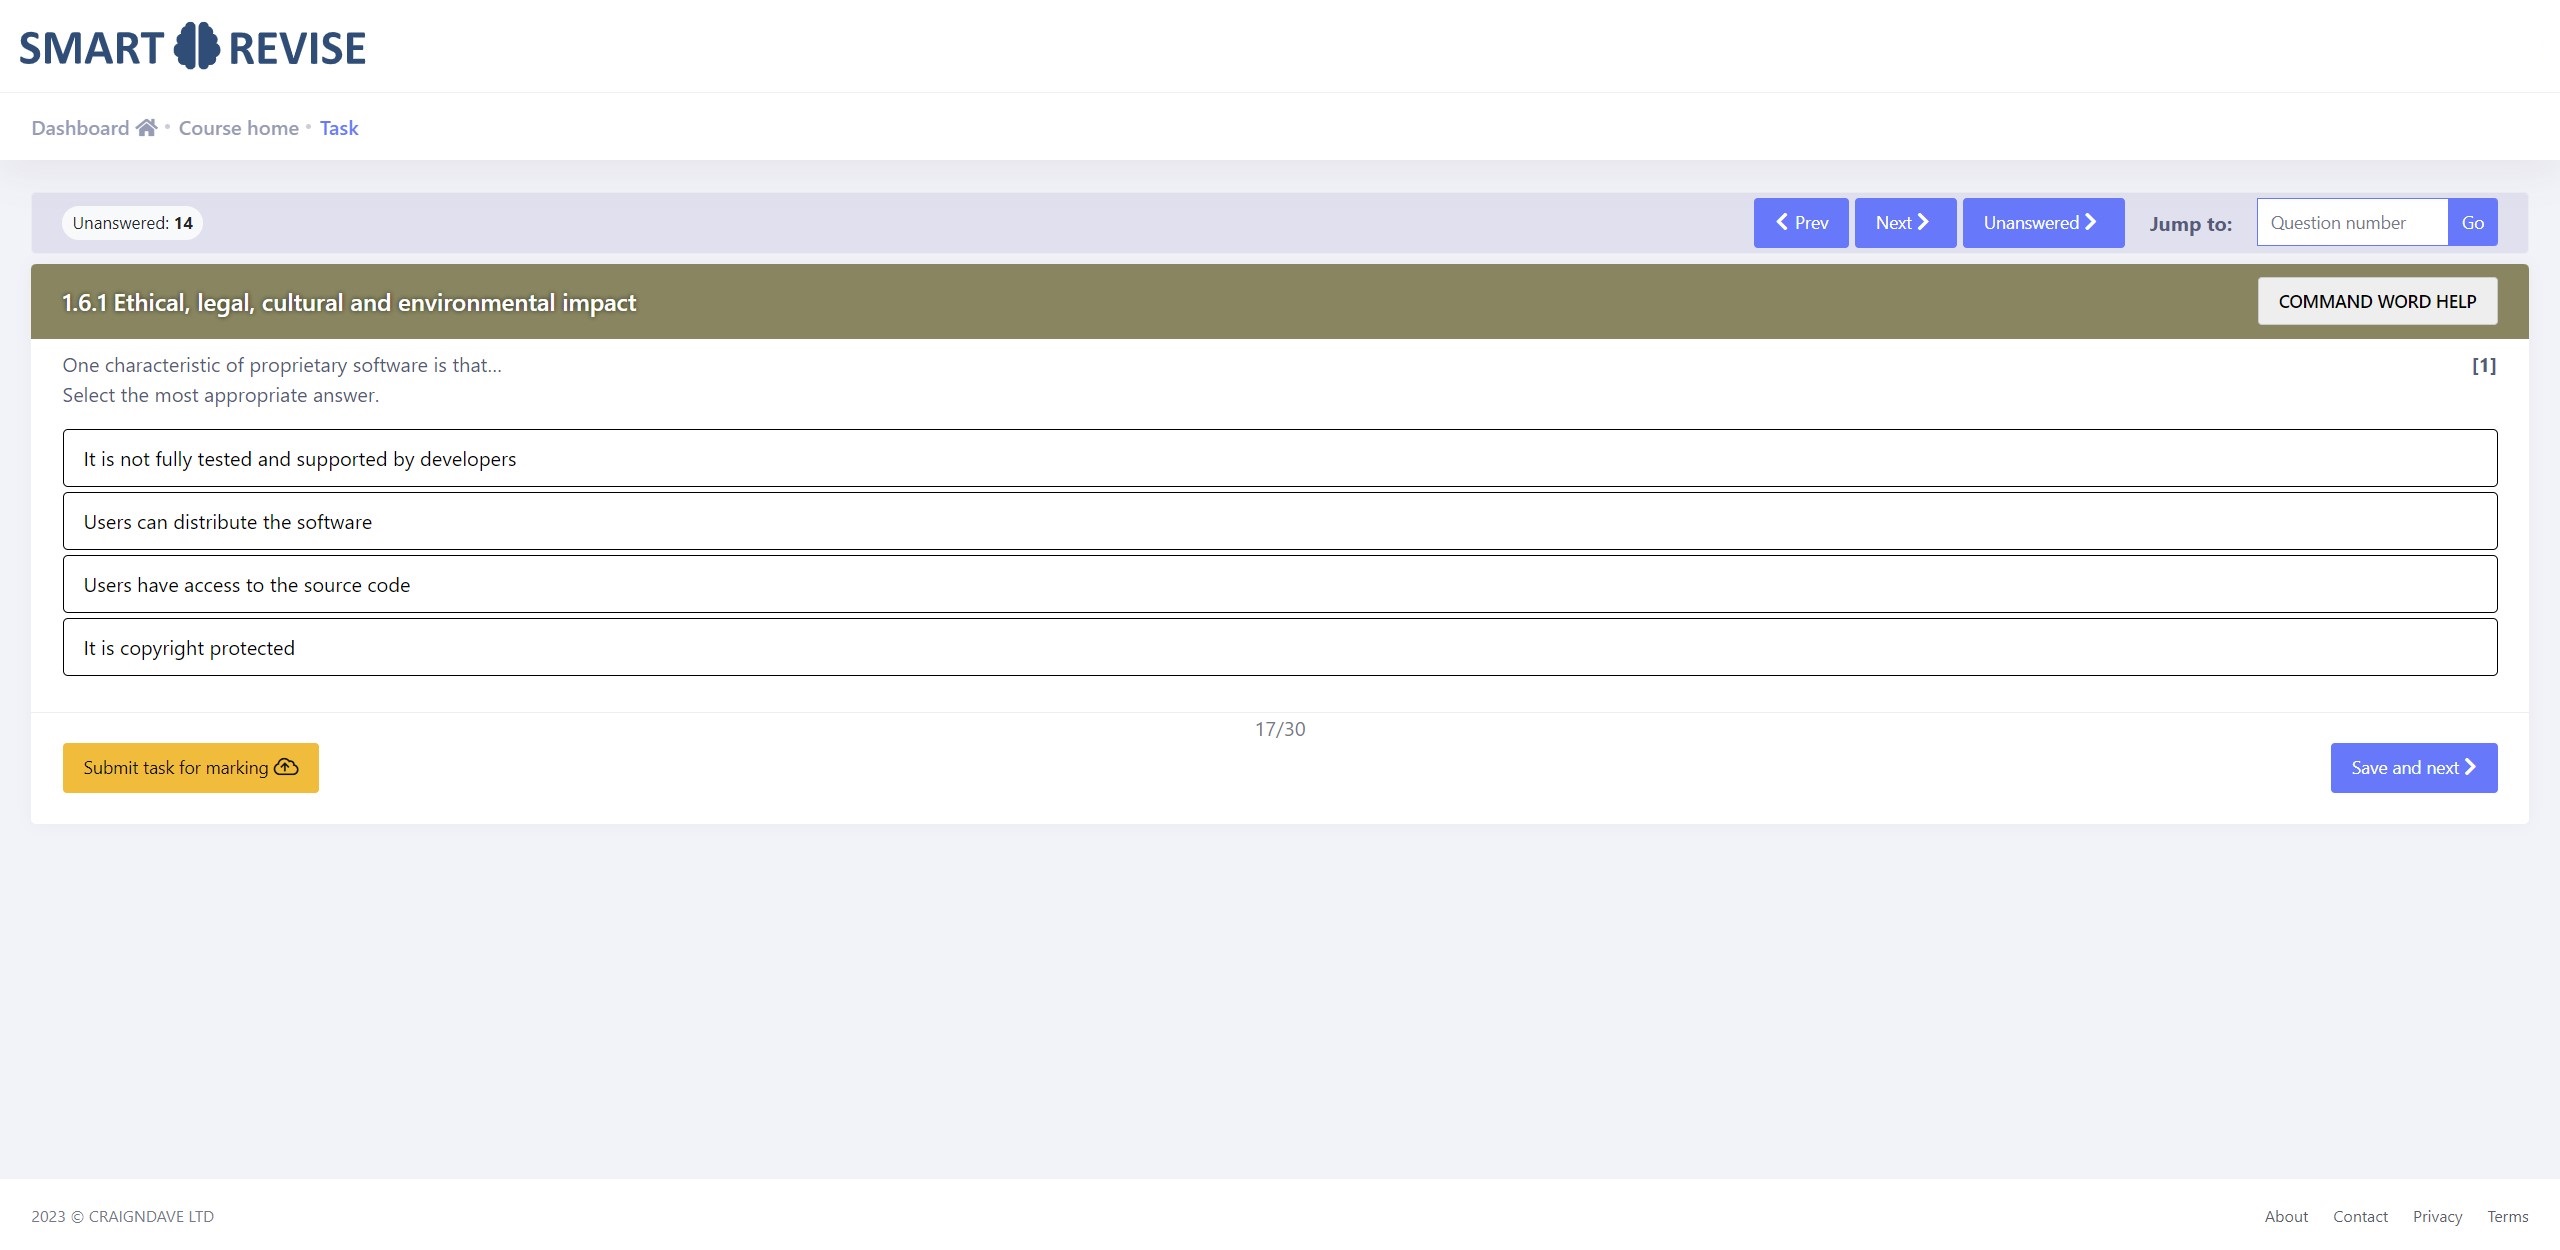 SMART REVISE
Dashboard • Course home • Task
Unanswered: 14
Prev
Next
Unanswered
Jump to:
Question number
Go
1.6.1 Ethical, legal, cultural and environmental impact
COMMAND WORD HELP
One characteristic of proprietary software is that...
[1]
Select the most appropriate answer.
It is not fully tested and supported by developers
Users can distribute the software
Users have access to the source code
It is copyright protected
17/30
Submit task for marking
Save and next
2023 © CRAIGNDAVE LTD
About
Contact
Privacy
Terms